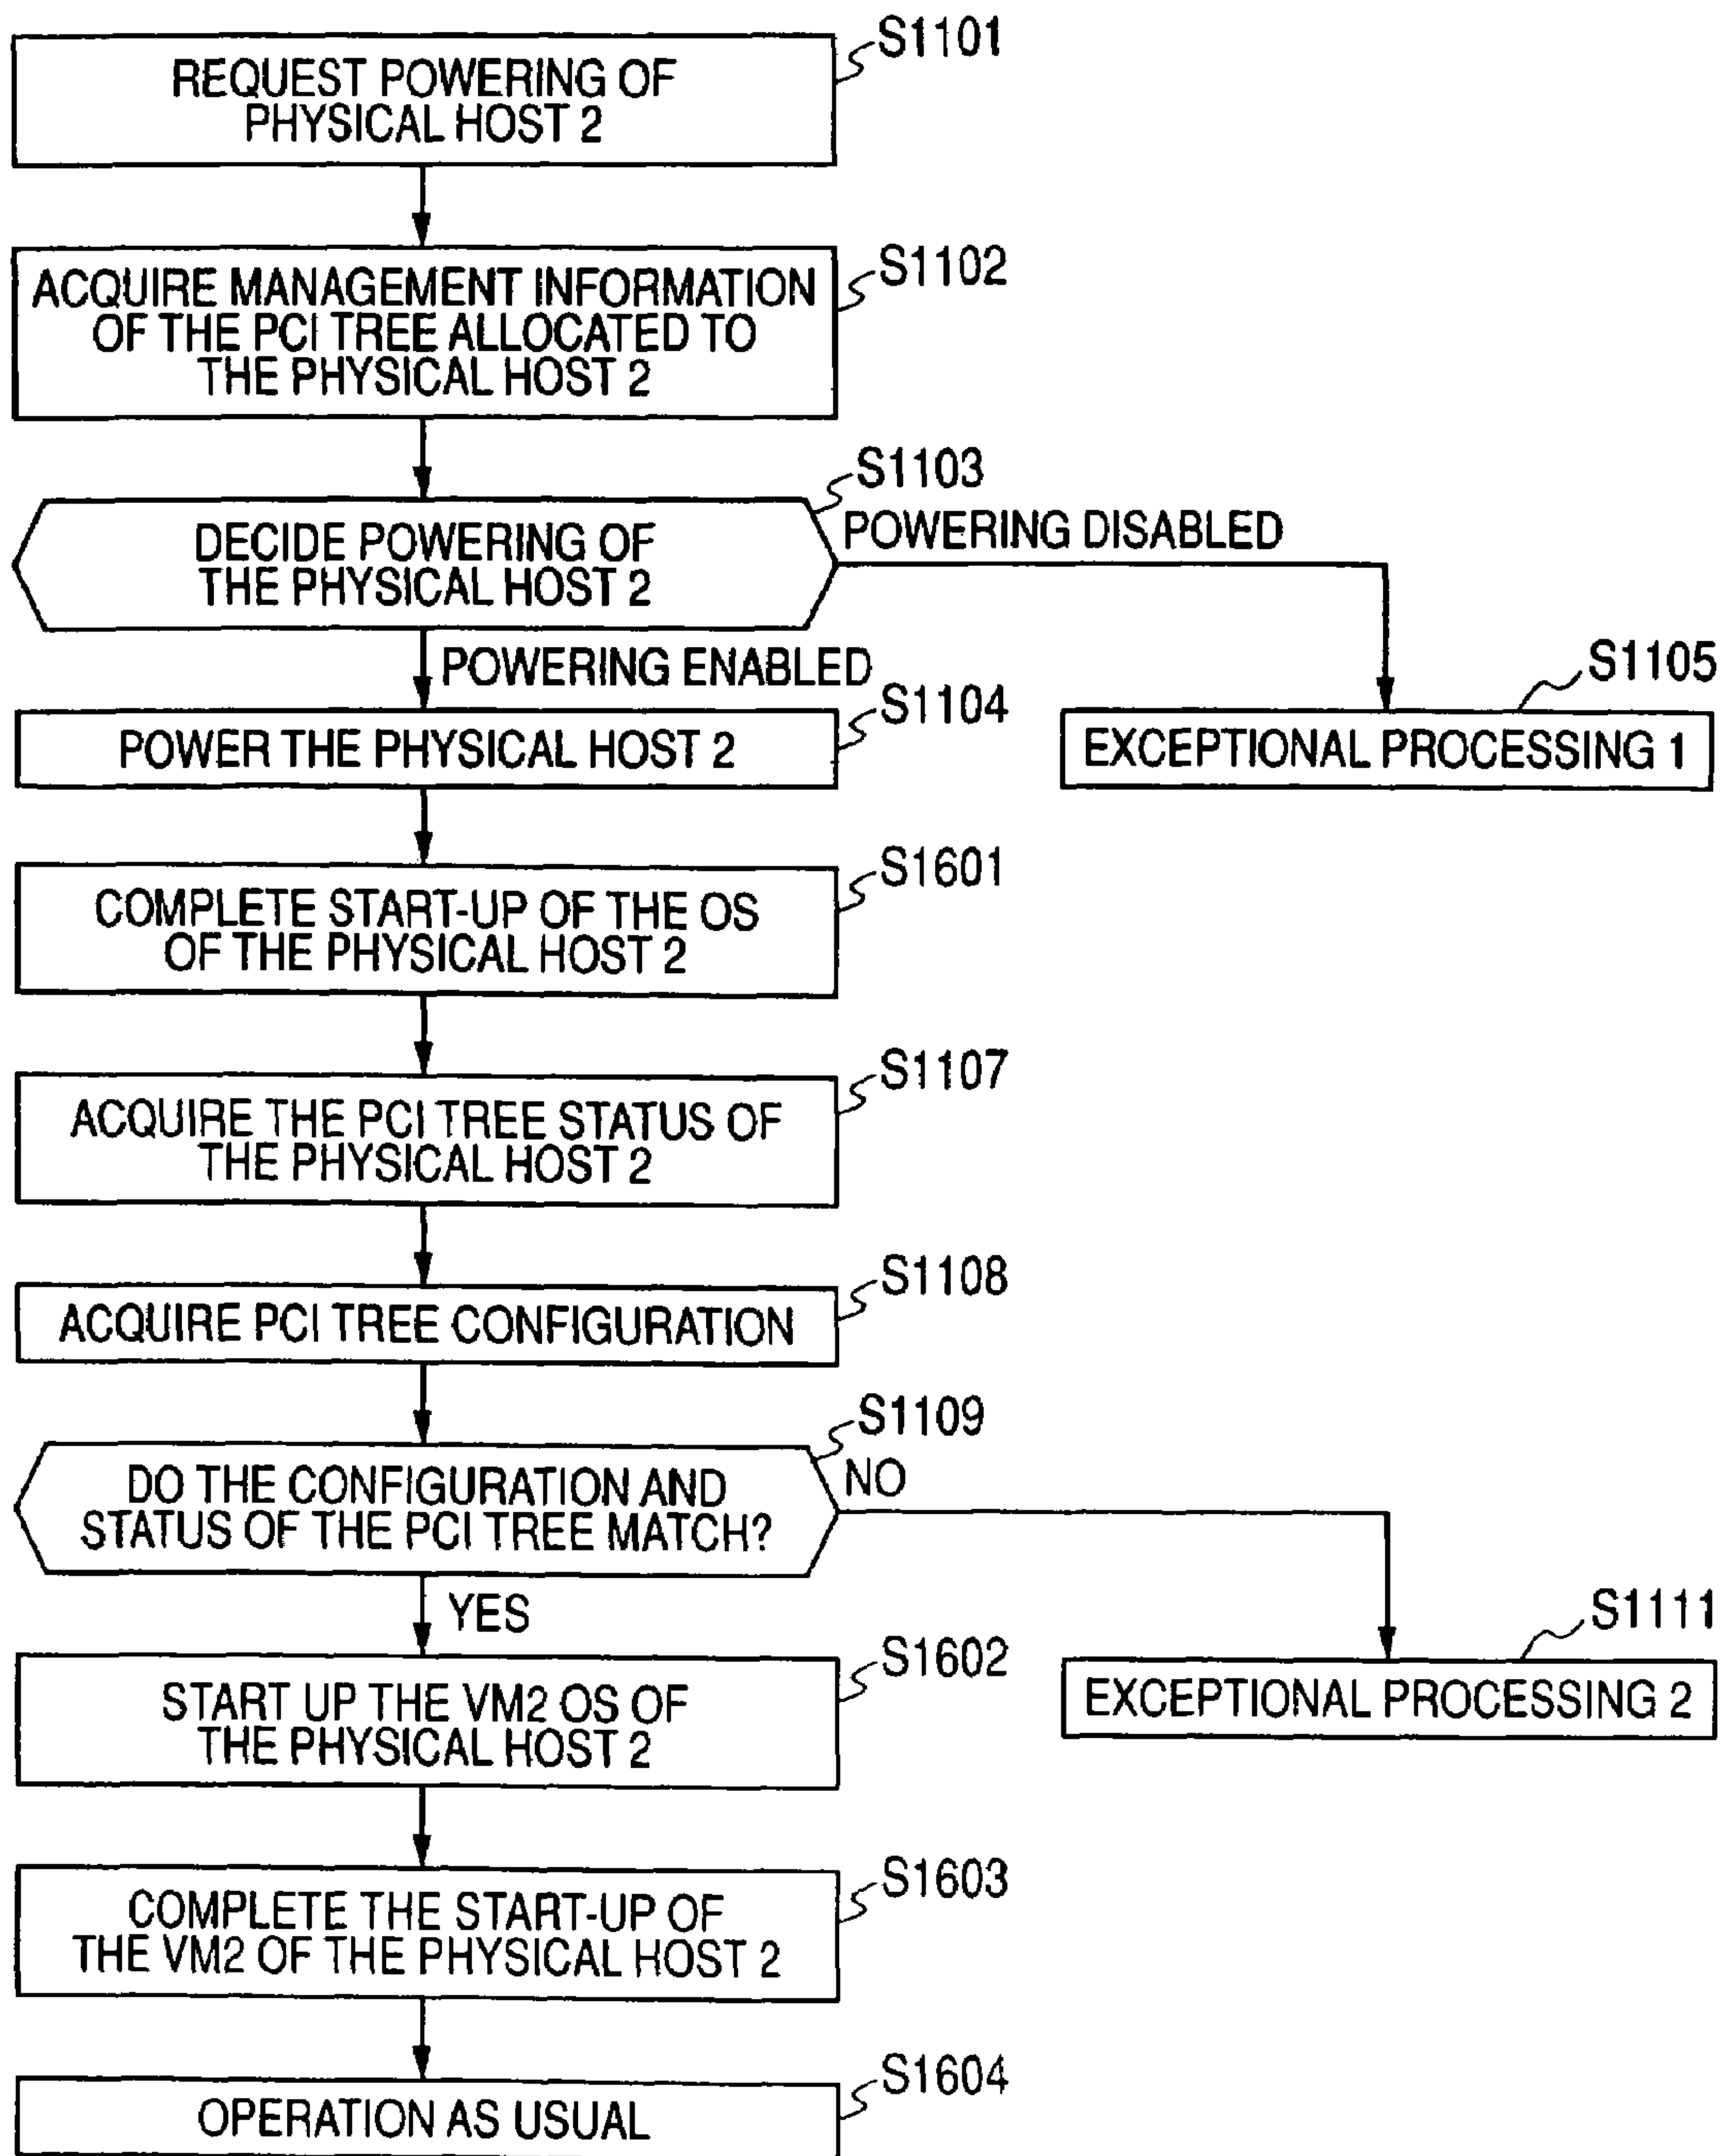 S1101
REQUEST POWERING OF
PHYSICAL HOST 2
S1102
ACQUIRE MANAGEMENT INFORMATION
OF THE PCI TREE ALLOCATED TO
THE PHYSICAL HOST 2
S1103
DECIDE POWERING OF
THE PHYSICAL HOST 2
POWERING DISABLED
POWERING ENABLED
S1104
POWER THE PHYSICAL HOST 2
S1105
EXCEPTIONAL PROCESSING 1
S1601
COMPLETE START-UP OF THE OS
OF THE PHYSICAL HOST 2
S1107
ACQUIRE THE PCI TREE STATUS OF
THE PHYSICAL HOST 2
S1108
ACQUIRE PCI TREE CONFIGURATION
S1109
DO THE CONFIGURATION AND
STATUS OF THE PCI TREE MATCH?
NO
YES
S1111
EXCEPTIONAL PROCESSING 2
S1602
START UP THE VM2 OS OF
THE PHYSICAL HOST 2
S1603
COMPLETE THE START-UP OF
THE VM2 OF THE PHYSICAL HOST 2
S1604
OPERATION AS USUAL